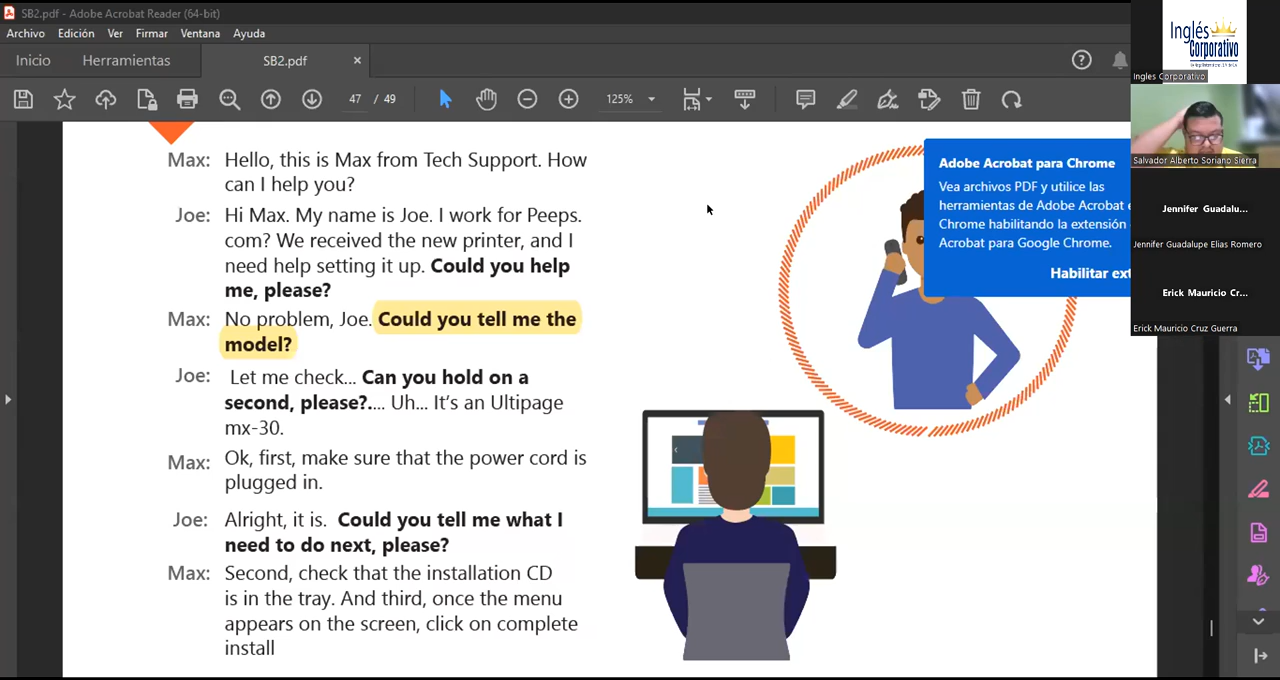 SB2.pdf - Adobe Acrobat Reader (64-bit)
Archivo Edición Ver Firmar Ventana Ayuda
Inicio Herramientas SB2.pdf ×
47 / 49 125%
Max: Hello, this is Max from Tech Support. How
can I help you?
Joe: Hi Max. My name is Joe. I work for Peeps.
com? We received the new printer, and I
need help setting it up. Could you help
me, please?
Max: No problem, Joe. Could you tell me the
model?
Joe: Let me check... Can you hold on a
second, please?.... Uh... It's an Ultipage
mx-30.
Max: Ok, first, make sure that the power cord is
plugged in.
Joe: Alright, it is. Could you tell me what I
need to do next, please?
Max: Second, check that the installation CD
is in the tray. And third, once the menu
appears on the screen, click on complete
install
Adobe Acrobat para Chrome
Vea archivos PDF y utilice las
herramientas de Adobe Acrobat e
Chrome habilitando la extensión
Acrobat para Google Chrome.
Habilitar ext
Inglés
Corporativo
Ingles Corporativo
Salvador Alberto Soriano Sierra
Jennifer Guadalu...
Jennifer Guadalupe Elias Romero
Erick Mauricio Cr...
Erick Mauricio Cruz Guerra